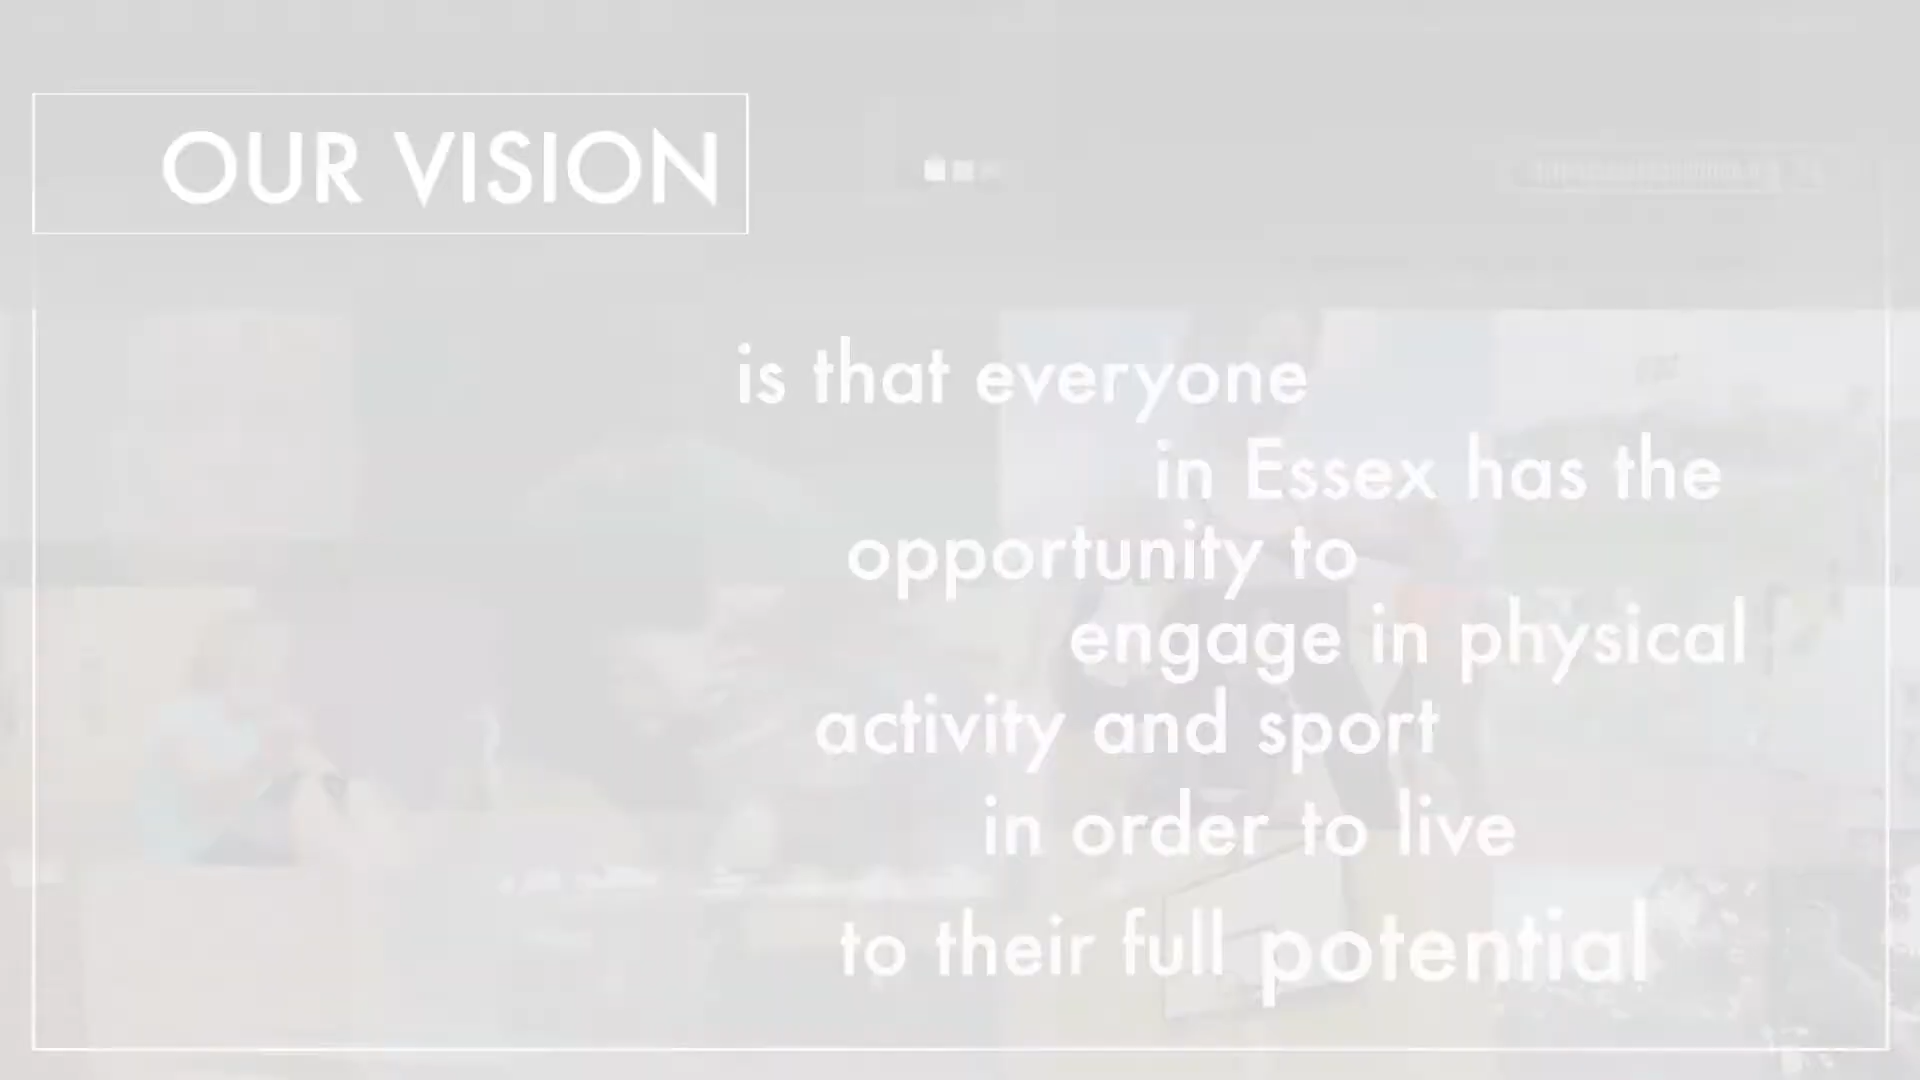 OUR VISION
is that everyone
in Essex has the
opportunity to
engage in physical
activity and sport
in order to live
to their full potential